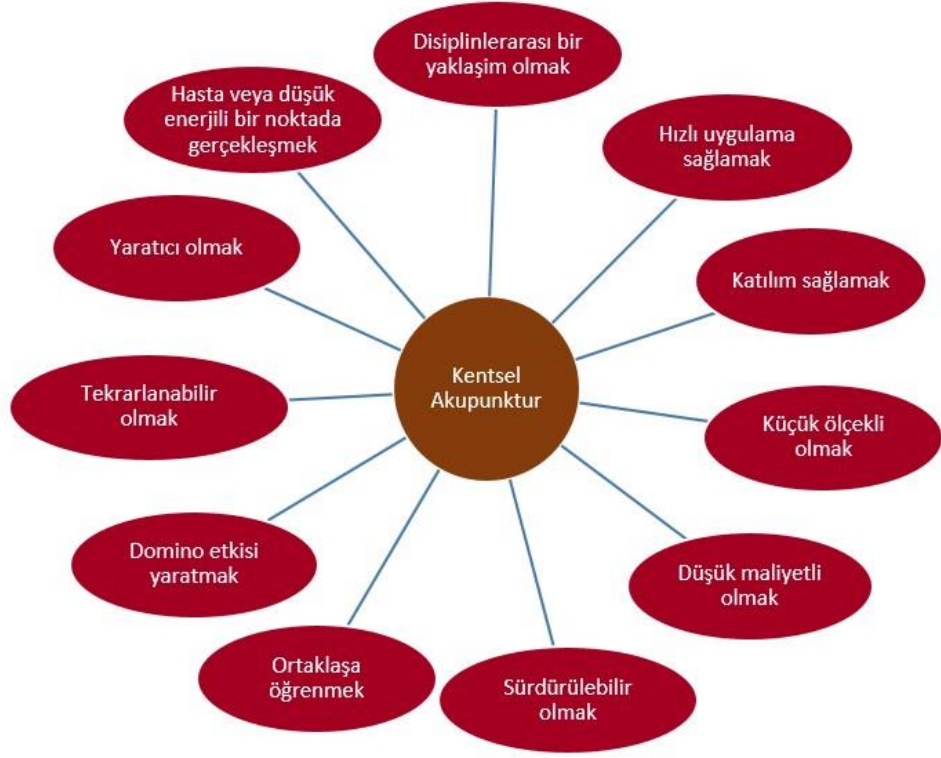 Disiplinlerarası bir
yaklaşim olmak
Hızlı uygulama
sağlamak
Katılım sağlamak
Küçük ölçekli
olmak
Düşük maliyetli
olmak
Sürdürülebilir
olmak
Ortaklaşa
öğrenmek
Domino etkisi
yaratmak
Tekrarlanabilir
olmak
Yaratıcı olmak
Hasta veya düşük
enerjili bir noktada
gerçekleşmek
Kentsel
Akupunktur